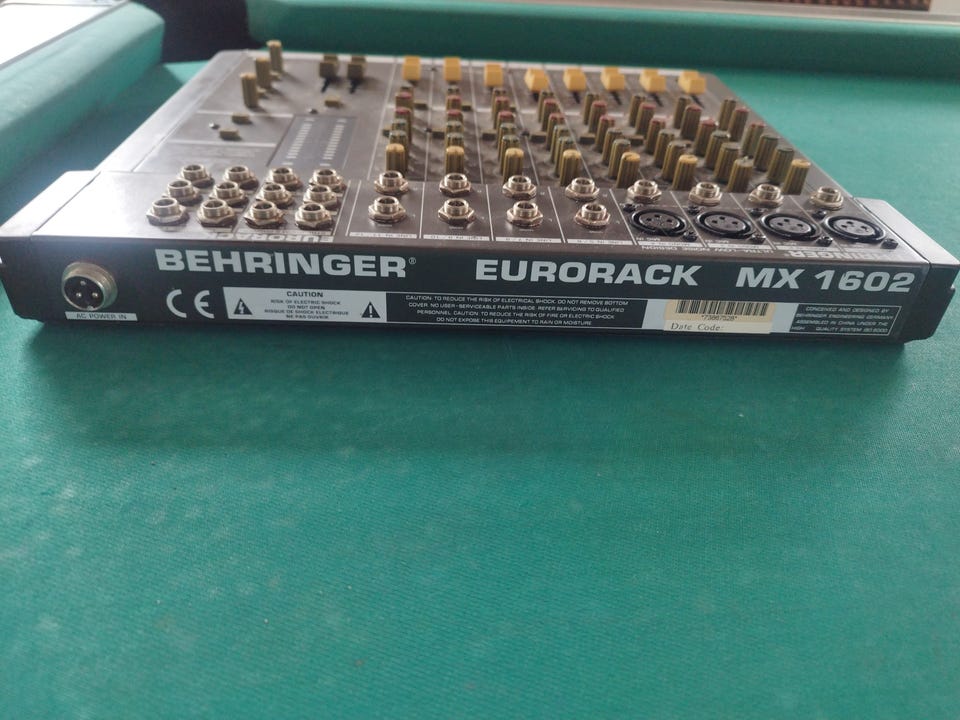 BEHRINGER® EURORACK MX 1602
AC POWER IN
CE
CAUTION
RISK OF ELECTRIC SHOCK
DO NOT OPEN
RISQUE DE SHOCK ELECTRIQUE
NE PAS OUVRIR
CAUTION: TO REDUCE THE RISK OF ELECTRICAL SHOCK, DO NOT REMOVE BOTTOM
COVER. NO USER-SERVICEABLE PARTS INSIDE. REFER SERVICING TO QUALIFIED
PERSONNEL. CAUTION: TO REDUCE THE RISK OF FIRE OR ELECTRIC SHOCK,
DO NOT EXPOSE THIS EQUIPEMENT TO RAIN OR MOISTURE.
Date Code:
CONCEIVED AND DESIGNED BY
BEHRINGER ENGINEERING GERMANY
ASSEMBLED IN CHINA UNDER THE
HIGH QUALITY SYSTEM ISO 9000